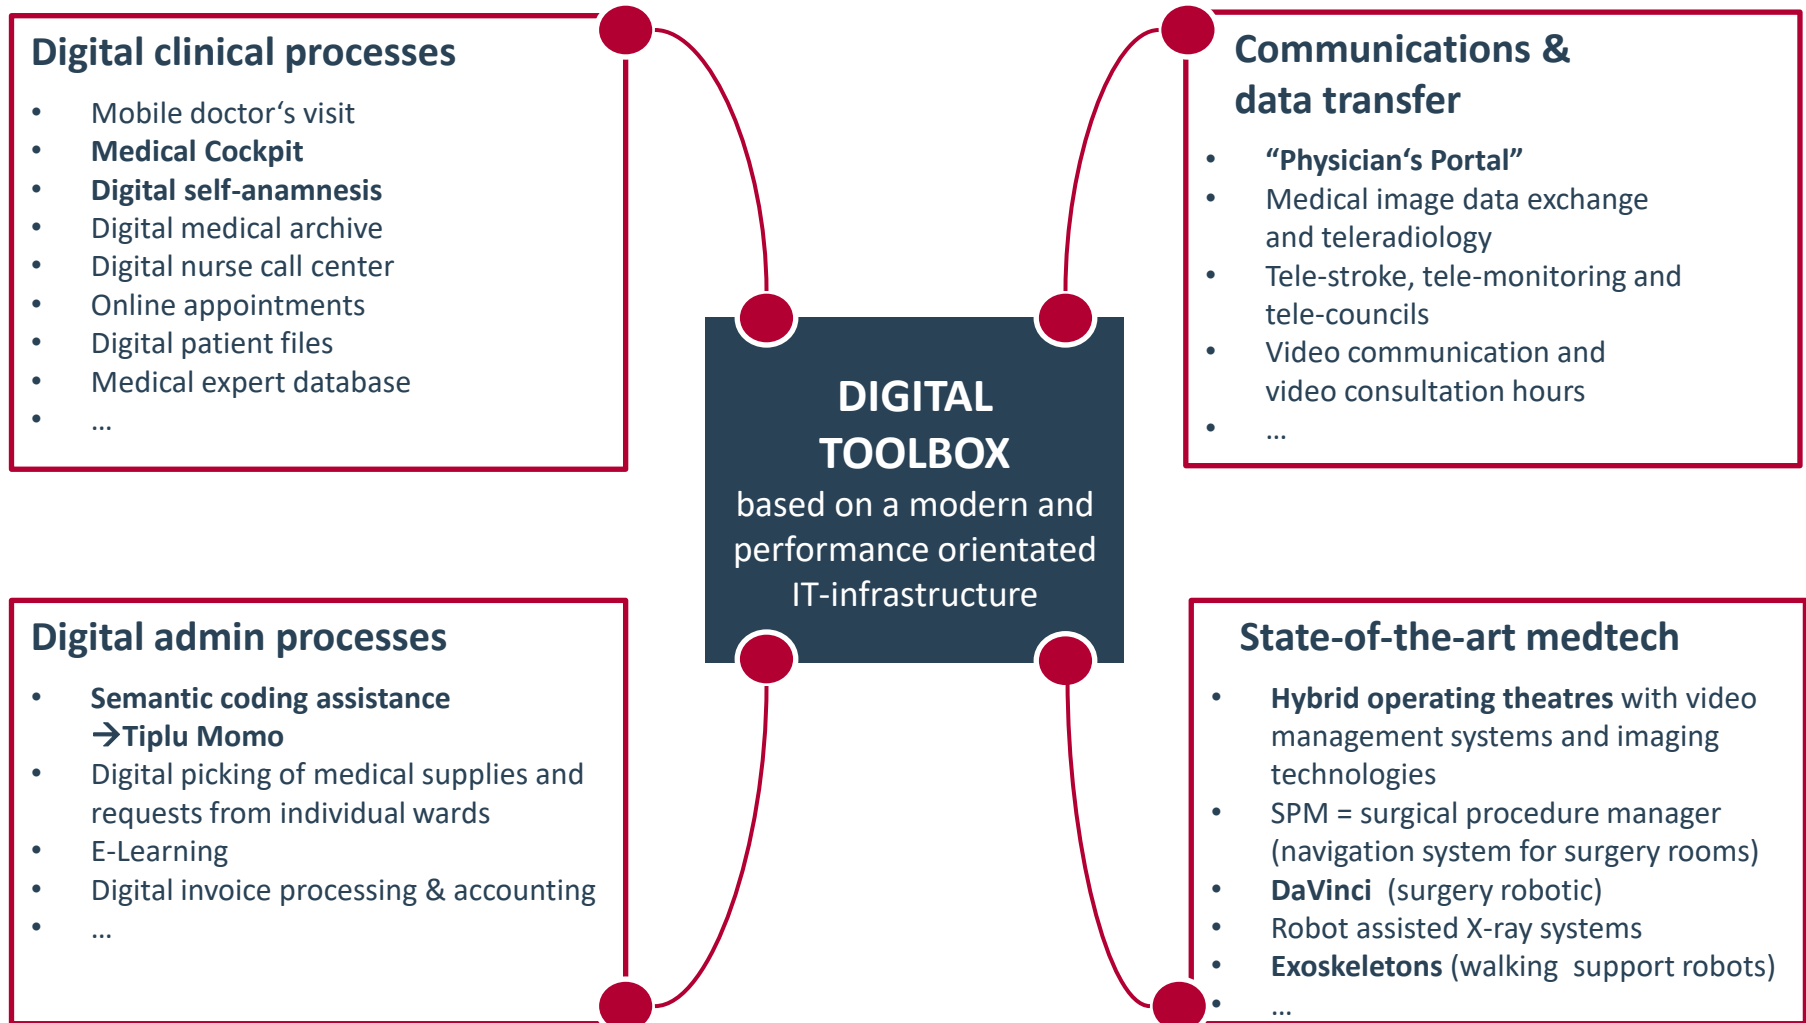 Digital clinical processes
• Mobile doctor‘s visit
• Medical Cockpit
• Digital self-anamnesis
• Digital medical archive
• Digital nurse call center
• Online appointments
• Digital patient files
• Medical expert database
• ...
Communications &
data transfer
• “Physician‘s Portal”
• Medical image data exchange
and teleradiology
• Tele-stroke, tele-monitoring and
tele-councils
• Video communication and
video consultation hours
• ...
DIGITAL
TOOLBOX
based on a modern and
performance orientated
IT-infrastructure
Digital admin processes
• Semantic coding assistance
→Tiplu Momo
• Digital picking of medical supplies and
requests from individual wards
• E-Learning
• Digital invoice processing & accounting
• ...
State-of-the-art medtech
• Hybrid operating theatres with video
management systems and imaging
technologies
• SPM = surgical procedure manager
(navigation system for surgery rooms)
• DaVinci (surgery robotic)
• Robot assisted X-ray systems
• Exoskeletons (walking support robots)
• ...